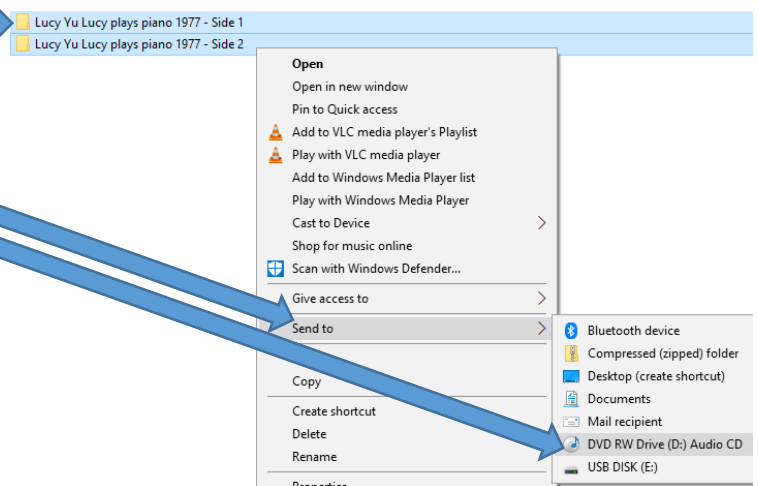 Lucy Yu Lucy plays piano 1977 - Side 1
Lucy Yu Lucy plays piano 1977 - Side 2
Open
Open in new window
Pin to Quick access
Add to VLC media player's Playlist
Play with VLC media player
Add to Windows Media Player list
Play with Windows Media Player
Cast to Device
Shop for music online
Scan with Windows Defender...
Give access to
Send to
Copy
Create shortcut
Delete
Rename
Properties
Bluetooth device
Compressed (zipped) folder
Desktop (create shortcut)
Documents
Mail recipient
DVD RW Drive (D:) Audio CD
USB DISK (E:)